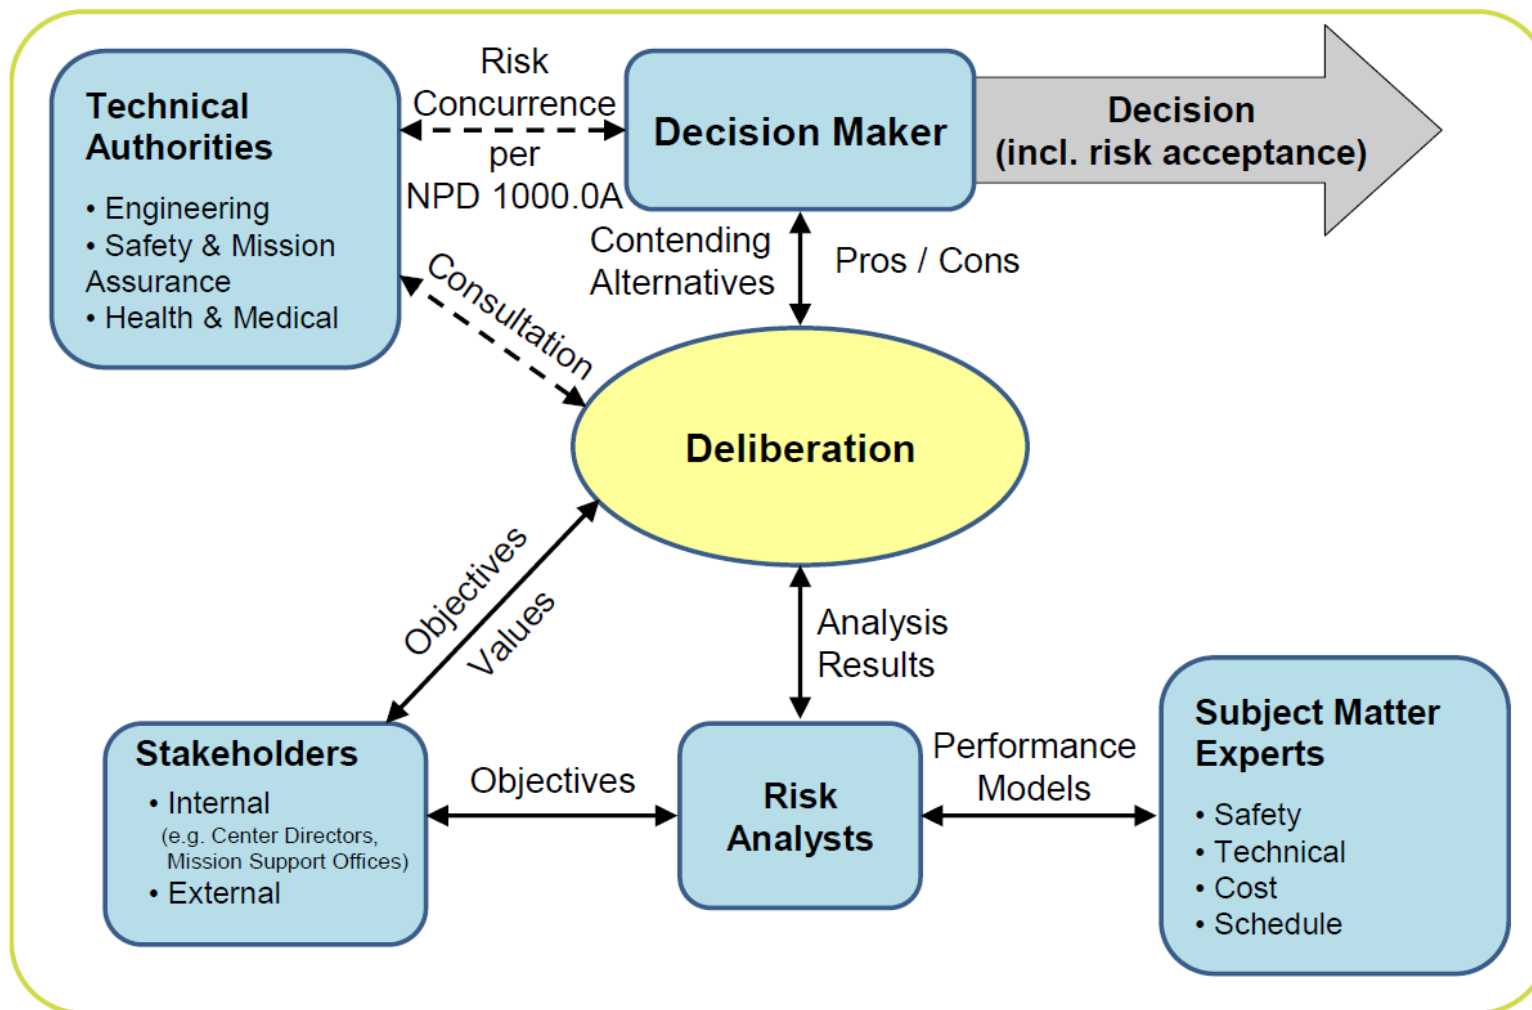 Technical
Authorities
• Engineering
• Safety & Mission
Assurance
• Health & Medical
Risk
Concurrence
per
NPD 1000.0A
Decision Maker
Decision
(incl. risk acceptance)
Contending
Alternatives
Pros / Cons
Consultation
Deliberation
Objectives
Values
Analysis
Results
Stakeholders
• Internal
(e.g. Center Directors,
Mission Support Offices)
• External
Objectives
Risk
Analysts
Performance
Models
Subject Matter
Experts
• Safety
• Technical
• Cost
• Schedule